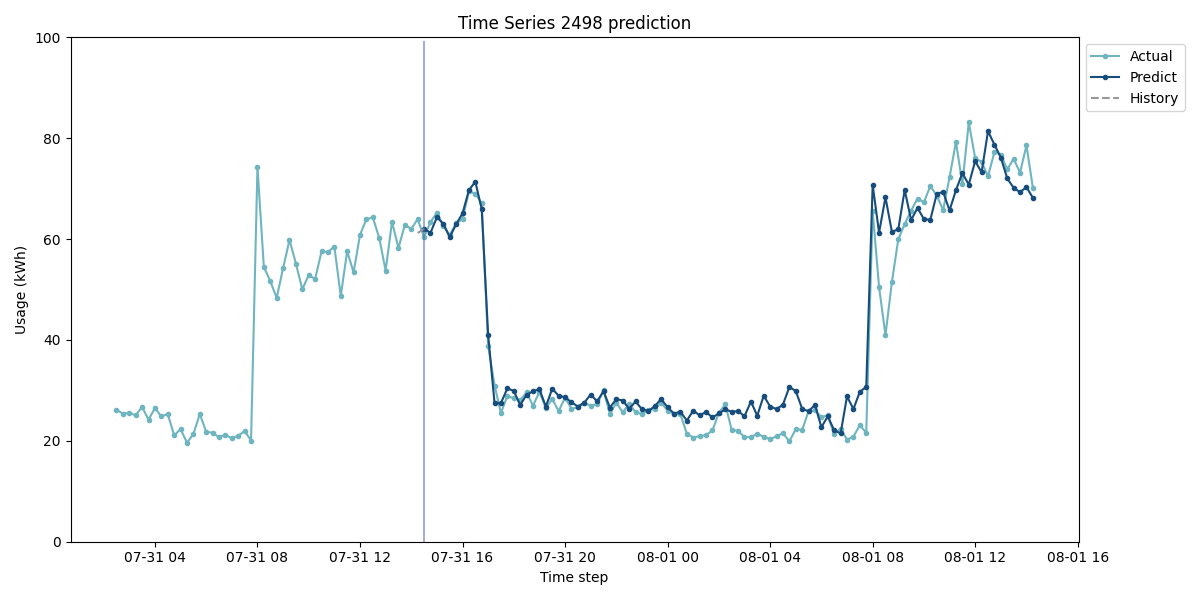 Time Series 2498 prediction
100
80
60
40
20
0
Usage (kWh)
07-31 04
07-31 08
07-31 12
07-31 16
07-31 20
08-01 00
08-01 04
08-01 08
08-01 12
08-01 16
Time step
Actual
Predict
History